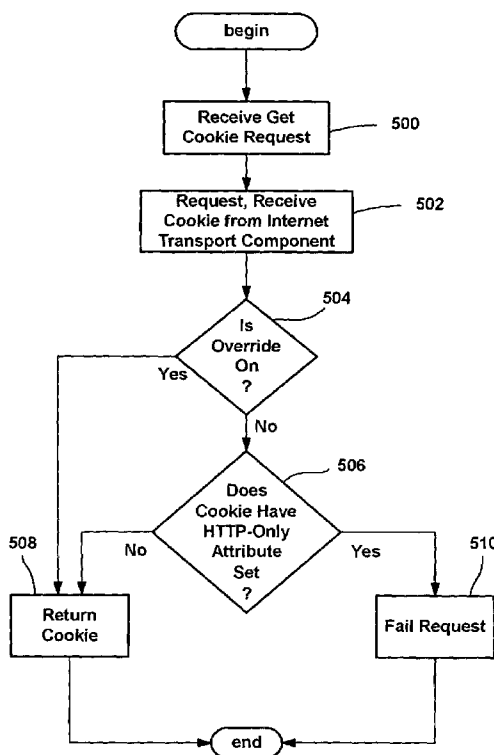 begin
Receive Get
Cookie Request
500
Request, Receive
Cookie from Internet
Transport Component
502
504
Is
Override
On
?
Yes
No
506
Does
Cookie Have
HTTP-Only
Attribute
Set
?
No
Yes
508
Return
Cookie
510
Fail Request
end